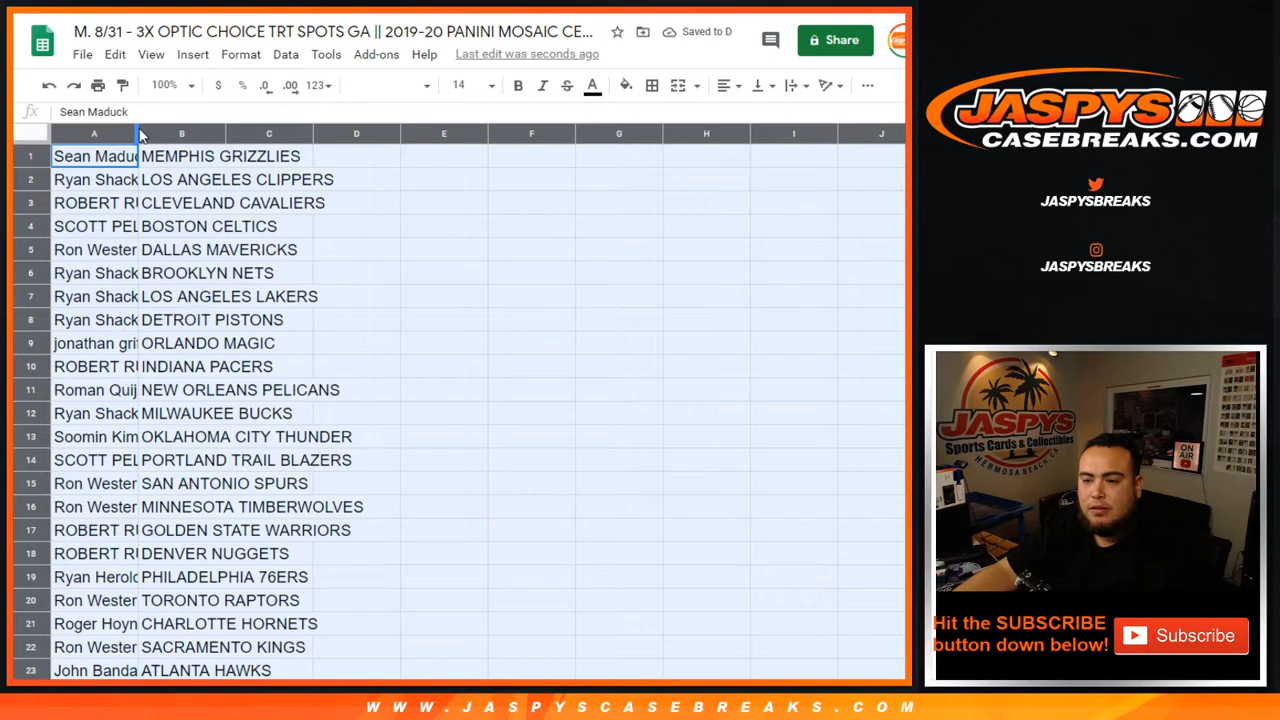 M. 8/31 - 3X OPTIC CHOICE TRT SPOTS GA || 2019-20 PANINI MOSAIC CE...
Saved to D
Share
File Edit View Insert Format Data Tools Add-ons Help Last edit was seconds ago
100% $ % .0 .00 123 14 B I S A
fx Sean Maduck
A B C D E F G H I J
1 Sean Maduc MEMPHIS GRIZZLIES
2 Ryan Shack LOS ANGELES CLIPPERS
3 ROBERT RU CLEVELAND CAVALIERS
4 SCOTT PEL BOSTON CELTICS
5 Ron Wester DALLAS MAVERICKS
6 Ryan Shack BROOKLYN NETS
7 Ryan Shack LOS ANGELES LAKERS
8 Ryan Shack DETROIT PISTONS
9 jonathan grif ORLANDO MAGIC
10 ROBERT RU INDIANA PACERS
11 Roman Quij NEW ORLEANS PELICANS
12 Ryan Shack MILWAUKEE BUCKS
13 Soomin Kim OKLAHOMA CITY THUNDER
14 SCOTT PEL PORTLAND TRAIL BLAZERS
15 Ron Wester SAN ANTONIO SPURS
16 Ron Wester MINNESOTA TIMBERWOLVES
17 ROBERT RU GOLDEN STATE WARRIORS
18 ROBERT RU DENVER NUGGETS
19 Ryan Herold PHILADELPHIA 76ERS
20 Ron Wester TORONTO RAPTORS
21 Roger Hoyn CHARLOTTE HORNETS
22 Ron Wester SACRAMENTO KINGS
23 John Banda ATLANTA HAWKS
JASPYS
CASEBREAKS.COM
JASPYSBREAKS
JASPYSBREAKS
JASPYS
Sports Cards & Collectibles
HERMOSA BEACH CA
ON
AIR
Hit the SUBSCRIBE
button down below!
Subscribe
WWW.JASPYSCASEBREAKS.COM